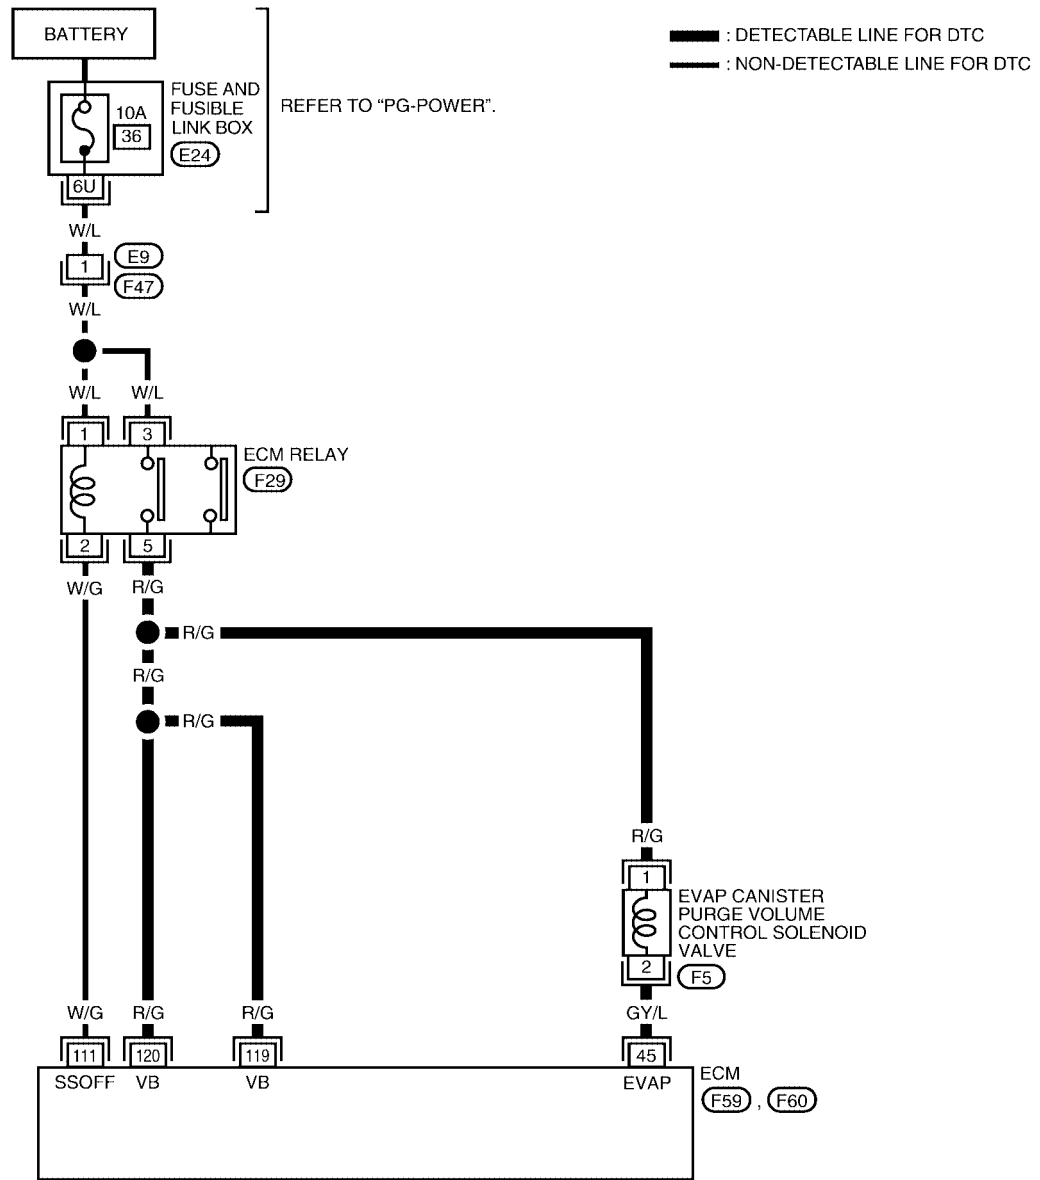 BATTERY
: DETECTABLE LINE FOR DTC
: NON-DETECTABLE LINE FOR DTC
FUSE AND
FUSIBLE
LINK BOX
E24
10A
36
REFER TO “PG-POWER”.
6U
W/L
1
E9
F47
W/L
W/L
W/L
1
3
ECM RELAY
F29
2
5
W/G
R/G
R/G
R/G
R/G
R/G
1
EVAP CANISTER
PURGE VOLUME
CONTROL SOLENOID
VALVE
2
F5
W/G
R/G
R/G
GY/L
111
120
119
45
SSOFF
VB
VB
EVAP
ECM
F59 , F60